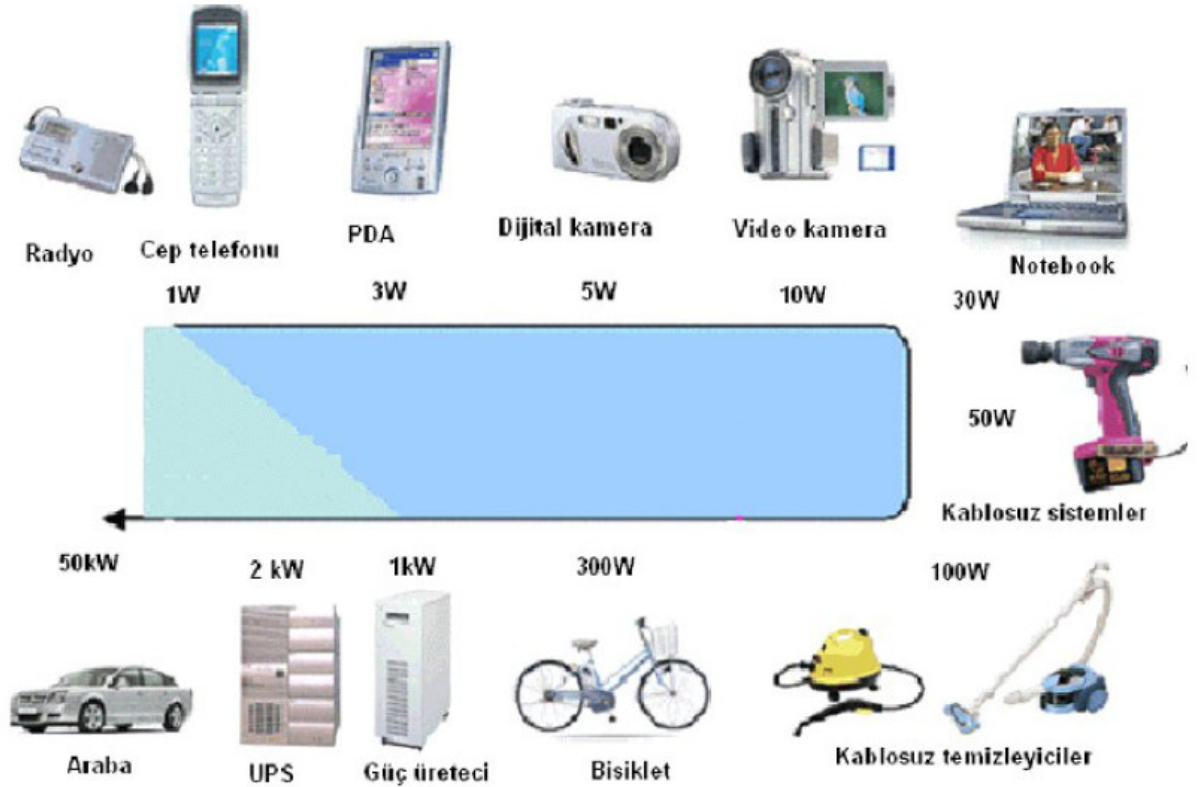 Radyo
Cep telefonu
PDA
Dijital kamera
Video kamera
Notebook
1W
3W
5W
10W
30W
50W
Kablosuz sistemler
50kW
2 kW
1kW
300W
100W
Araba
UPS
Güç üreteci
Bisiklet
Kablosuz temizleyiciler